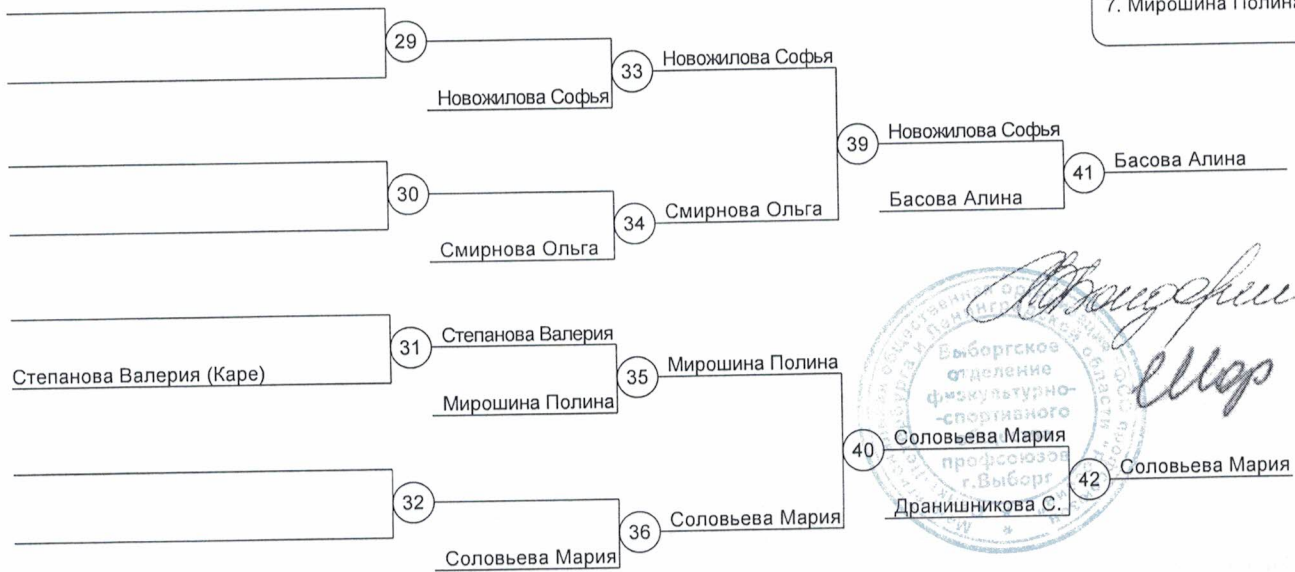 7. Мирошина Полина
29
33
Новожилова Софья
Новожилова Софья
39
Новожилова Софья
41
Басова Алина
30
Басова Алина
34
Смирнова Ольга
Смирнова Ольга
31
Степанова Валерия
35
Мирошина Полина
Степанова Валерия (Каре)
Мирошина Полина
Выборгское
отделение
физкультурно-
-спортивного
профсоюзов
г.Выборг
40
Соловьева Мария
42
Соловьева Мария
Дранишникова С.
32
36
Соловьева Мария
Соловьева Мария